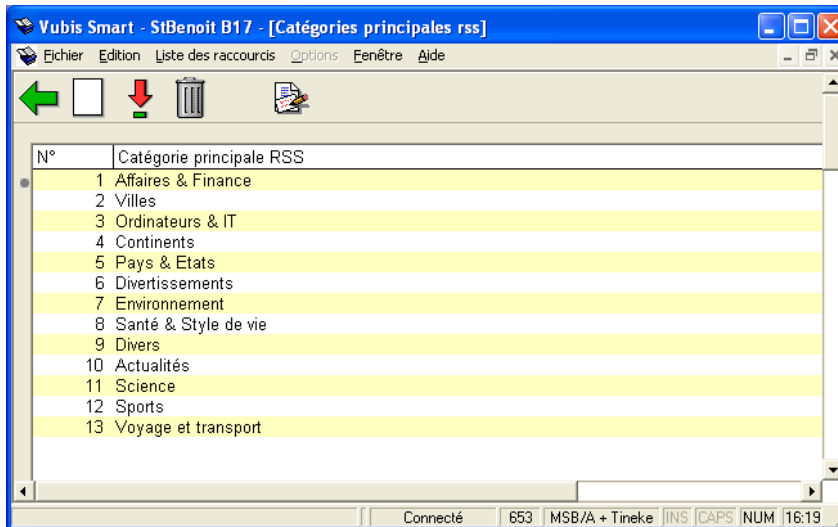 Vubis Smart - StBenoit B17 - [Catégories principales rss]
Fichier Edition Liste des raccourcis Options Fenêtre Aide
N° Catégorie principale RSS
1 Affaires & Finance
2 Villes
3 Ordinateurs & IT
4 Continents
5 Pays & Etats
6 Divertissements
7 Environnement
8 Santé & Style de vie
9 Divers
10 Actualités
11 Science
12 Sports
13 Voyage et transport
Connecté 653 MSB/A + Tineke INS CAPS NUM 16:19